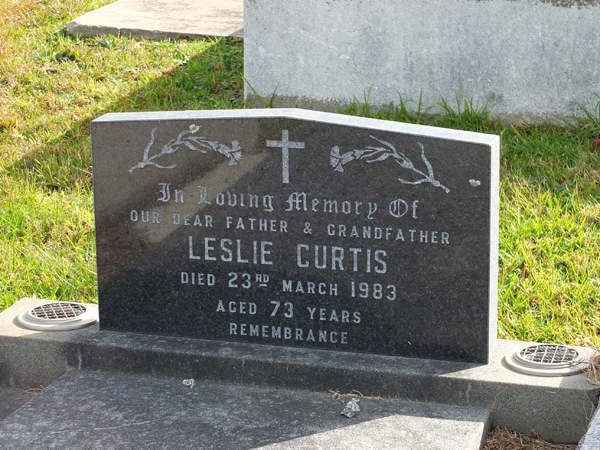 In Loving Memory Of
OUR DEAR FATHER & GRANDFATHER
LESLIE CURTIS
DIED 23RD MARCH 1983
AGED 73 YEARS
REMEMBRANCE